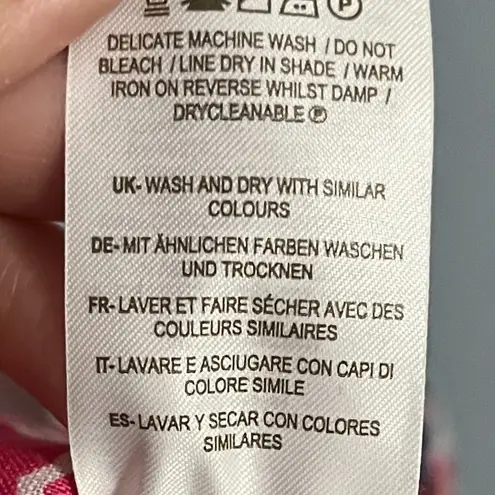 DELICATE MACHINE WASH / DO NOT
BLEACH / LINE DRY IN SHADE / WARM
IRON ON REVERSE WHILST DAMP /
DRYCLEANABLE Ⓟ
UK- WASH AND DRY WITH SIMILAR
COLOURS
DE- MIT ÄHNLICHEN FARBEN WASCHEN
UND TROCKNEN
FR- LAVER ET FAIRE SÉCHER AVEC DES
COULEURS SIMILAIRES
IT- LAVARE E ASCIUGARE CON CAPI DI
COLORE SIMILE
ES- LAVAR Y SECAR CON COLORES
SIMILARES